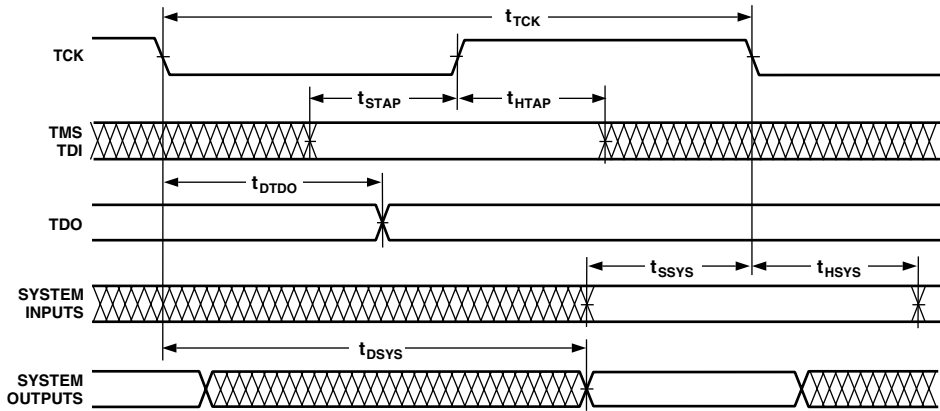 tTCK
TCK
tSTAP
tHTAP
TMS
TDI
tDTDO
TDO
tSSYS
tHSYS
SYSTEM
INPUTS
tDSYS
SYSTEM
OUTPUTS